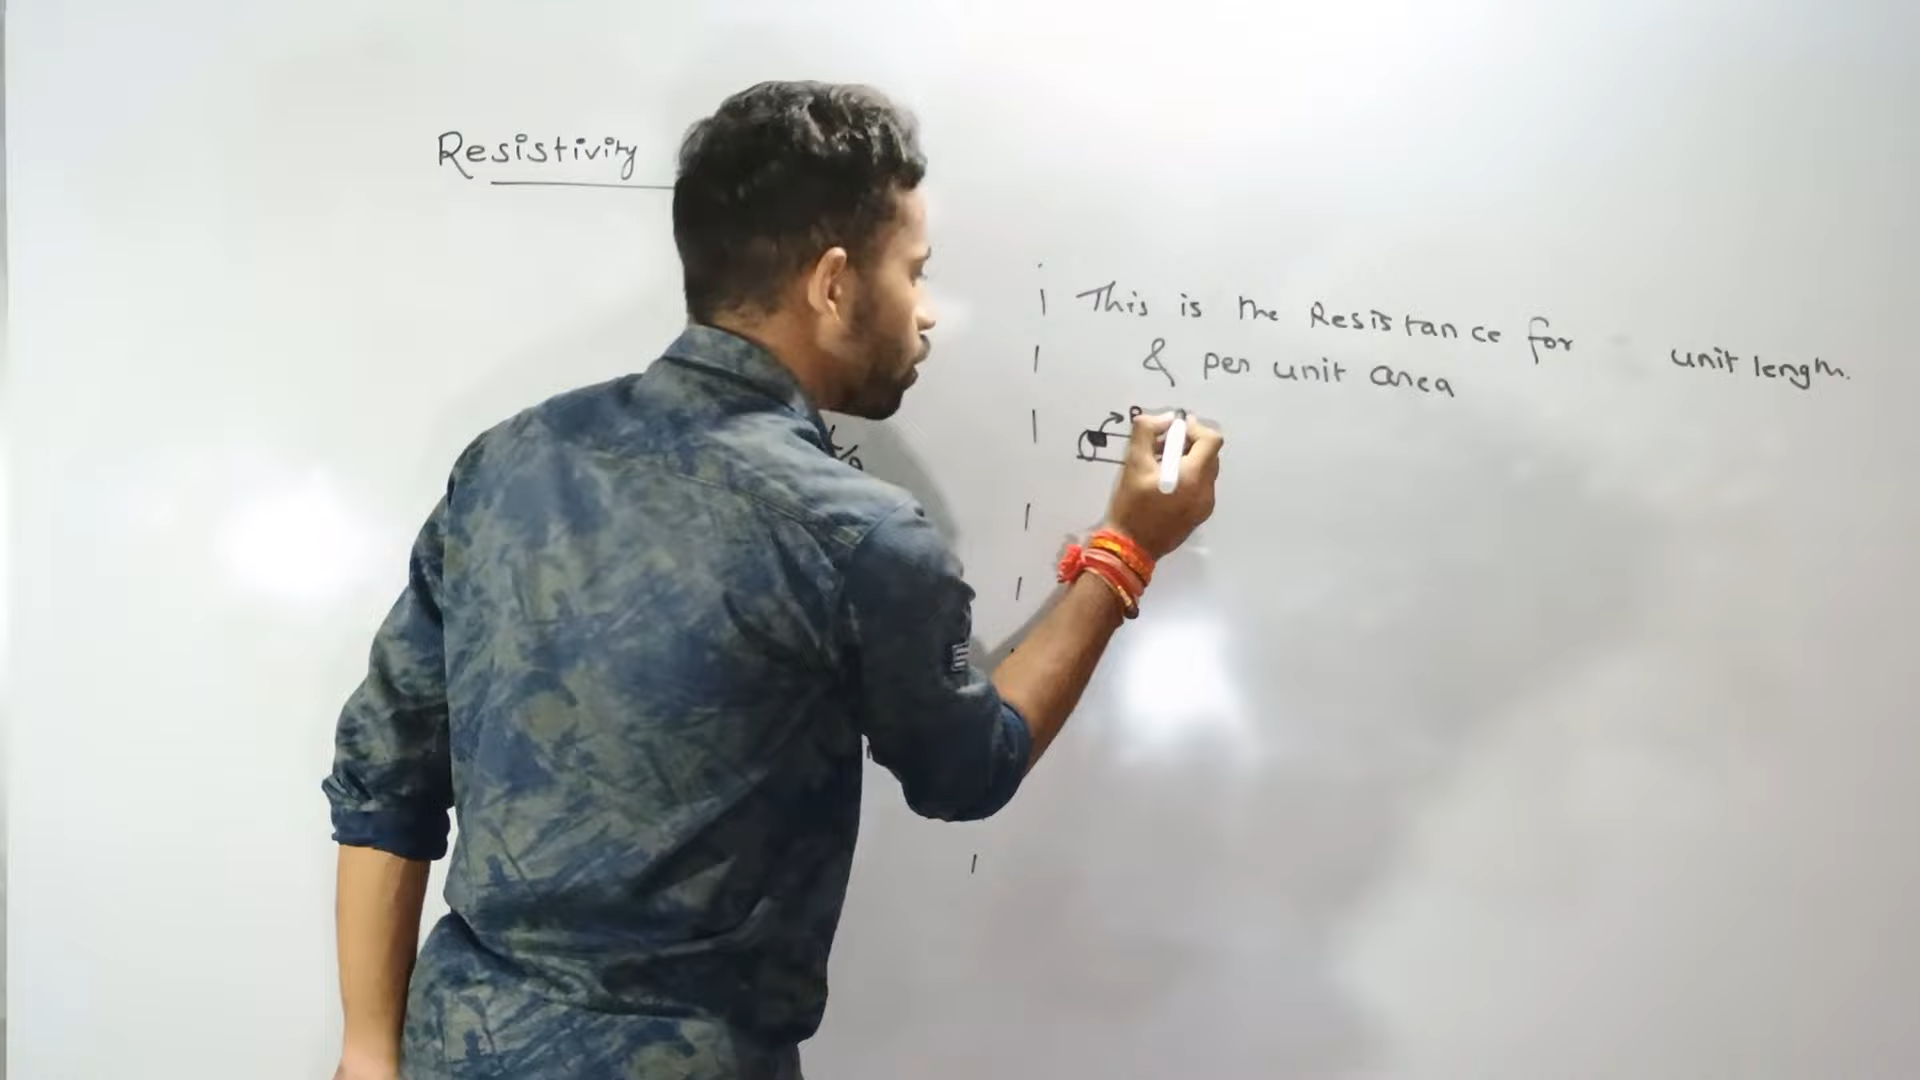 Resistivity
This is the Resistance for unit length.
& per unit area